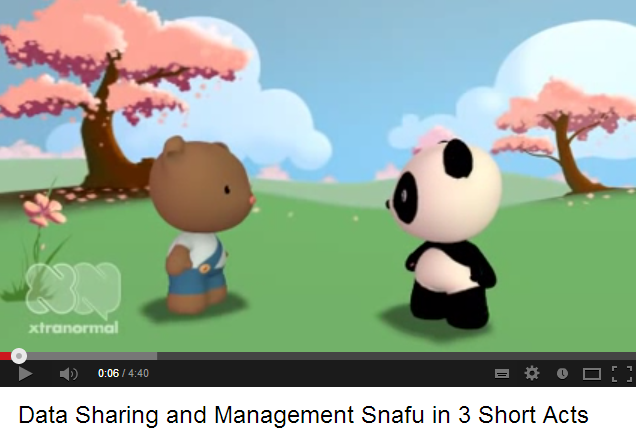 xtranormal
0:06 / 4:40
Data Sharing and Management Snafu in 3 Short Acts